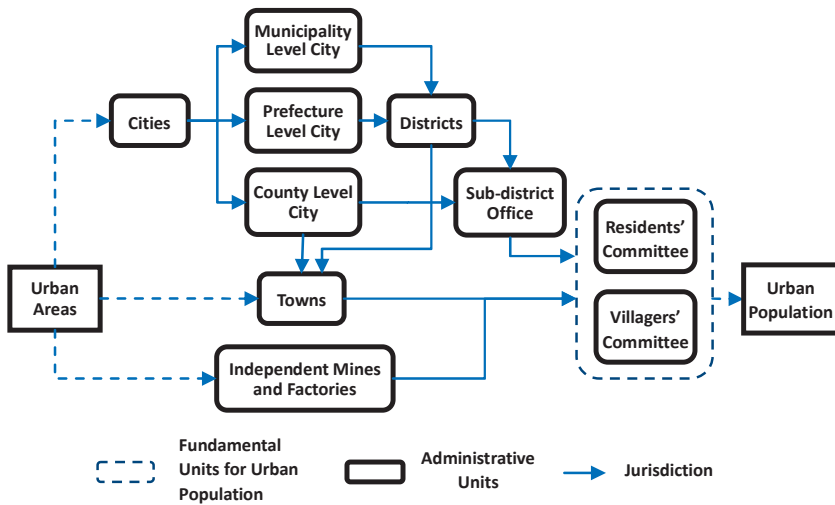 Municipality
Level City
Cities
Prefecture
Level City
Districts
County Level
City
Sub-district
Office
Residents’
Committee
Urban
Areas
Towns
Villagers’
Committee
Urban
Population
Independent Mines
and Factories
Fundamental
Units for Urban
Population
Administrative
Units
Jurisdiction